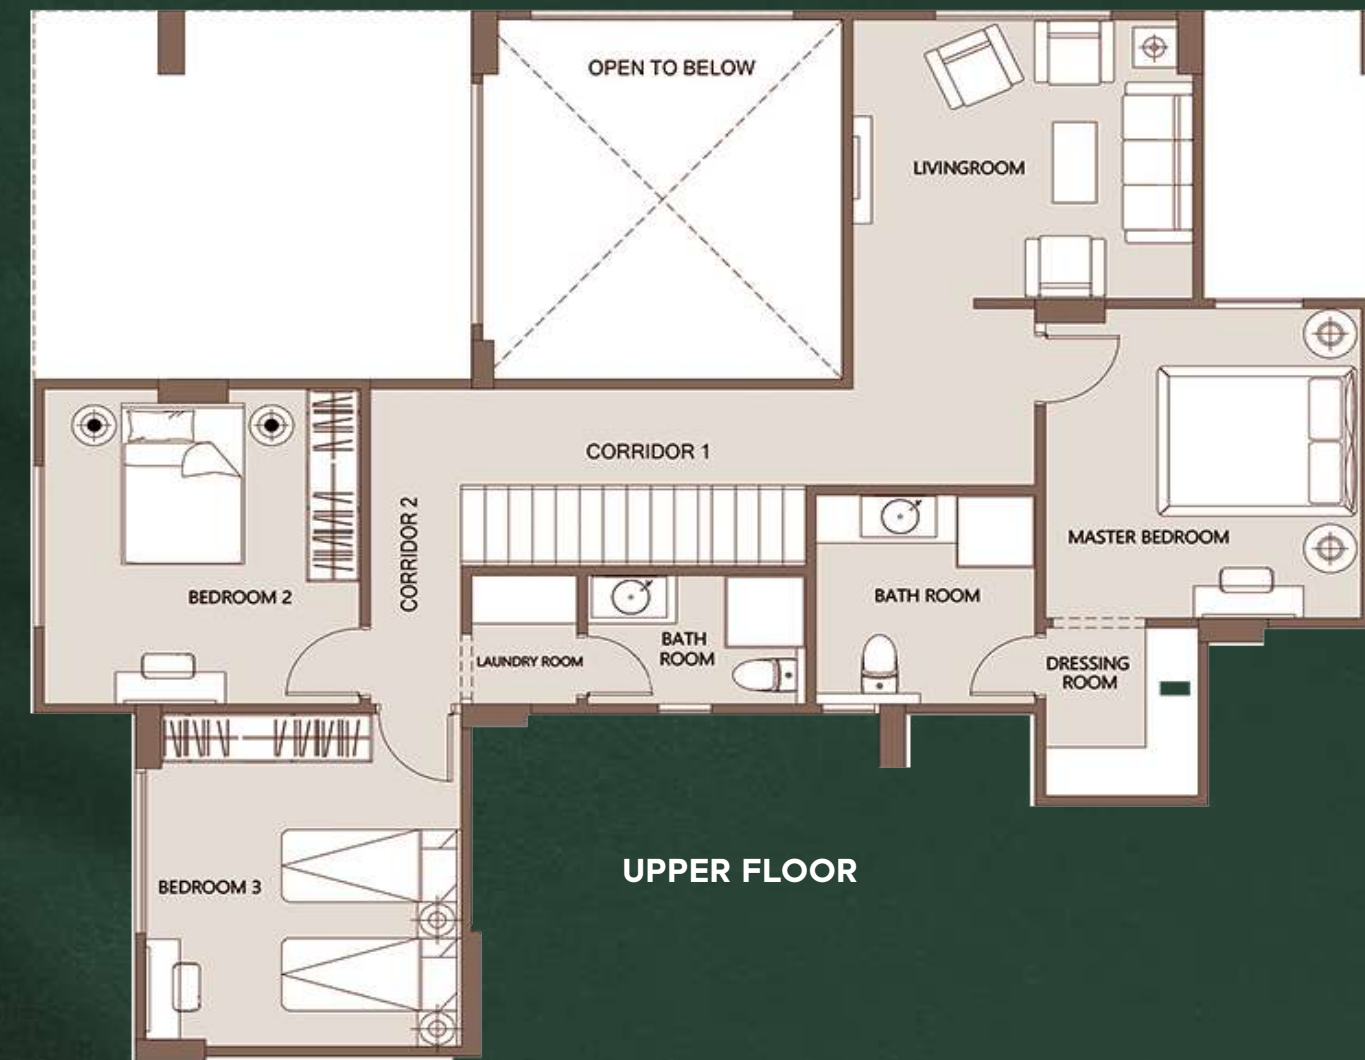 OPEN TO BELOW
LIVINGROOM
CORRIDOR 1
CORRIDOR 2
MASTER BEDROOM
BEDROOM 2
BATH ROOM
BATH
ROOM
LAUNDRY ROOM
DRESSING
ROOM
UPPER FLOOR
BEDROOM 3